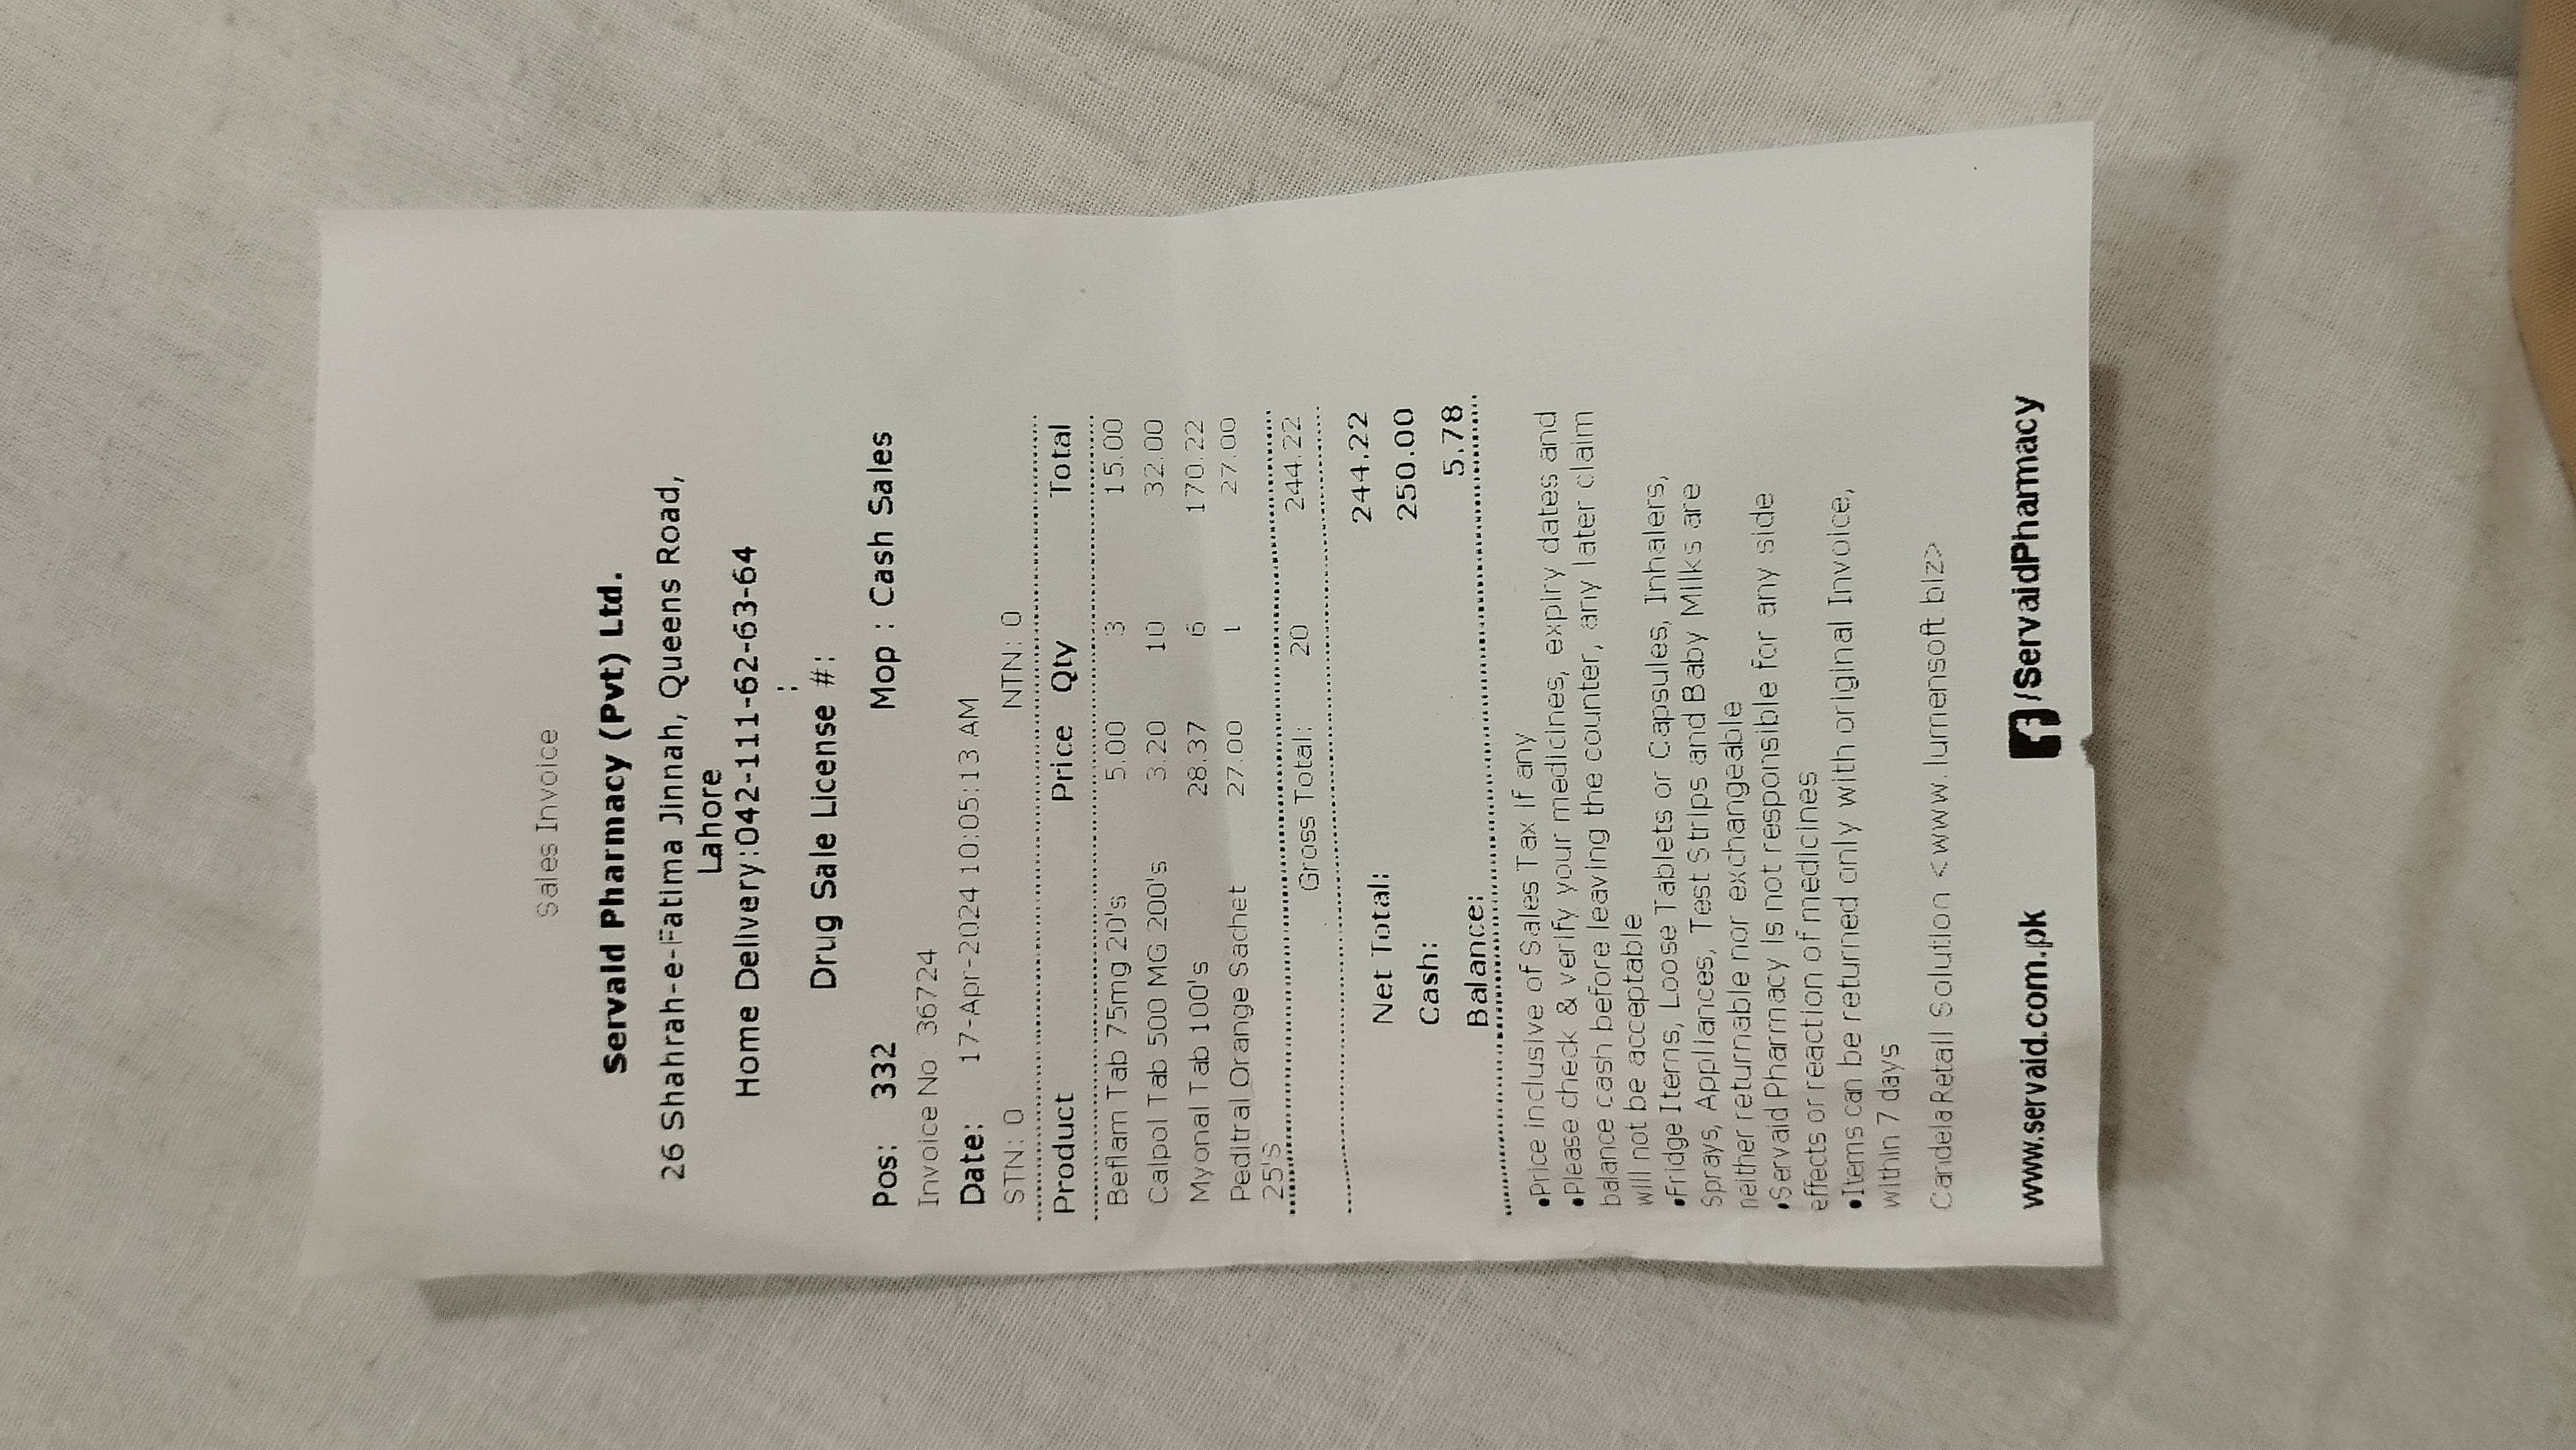 Sales Invoice
Servaid Pharmacy (Pvt) Ltd.
26 Shahrah-e-Fatima Jinnah, Queens Road,
Lahore
Home Delivery:042-111-62-63-64
:
Drug Sale License #:
Pos: 332 Mop : Cash Sales
Invoice No 36724
Date: 17-Apr-2024 10:05:13 AM
STN: 0 NTN: 0
Product Price Qty Total
Beflam Tab 75mg 20's 5.00 3 15.00
Calpol Tab 500 MG 200's 3.20 10 32.00
Myonal Tab 100's 28.37 6 170.22
Peditral Orange Sachet 27.00 1 27.00
25's
Gross Total: 20 244.22
Net Total: 244.22
Cash: 250.00
Balance: 5.78
•Price inclusive of Sales Tax If any
•Please check & verify your medicines, expiry dates and
balance cash before leaving the counter, any later claim
will not be acceptable
•Fridge Items, Loose Tablets or Capsules, Inhalers,
Sprays, Appliances, Test Strips and Baby Milks are
neither returnable nor exchangeable
•Servaid Pharmacy is not responsible for any side
effects or reaction of medicines
•Items can be returned only with original Invoice,
within 7 days
Candela Retail Solution <www.lumensoft.biz>
www.servaid.com.pk f/ServaidPharmacy